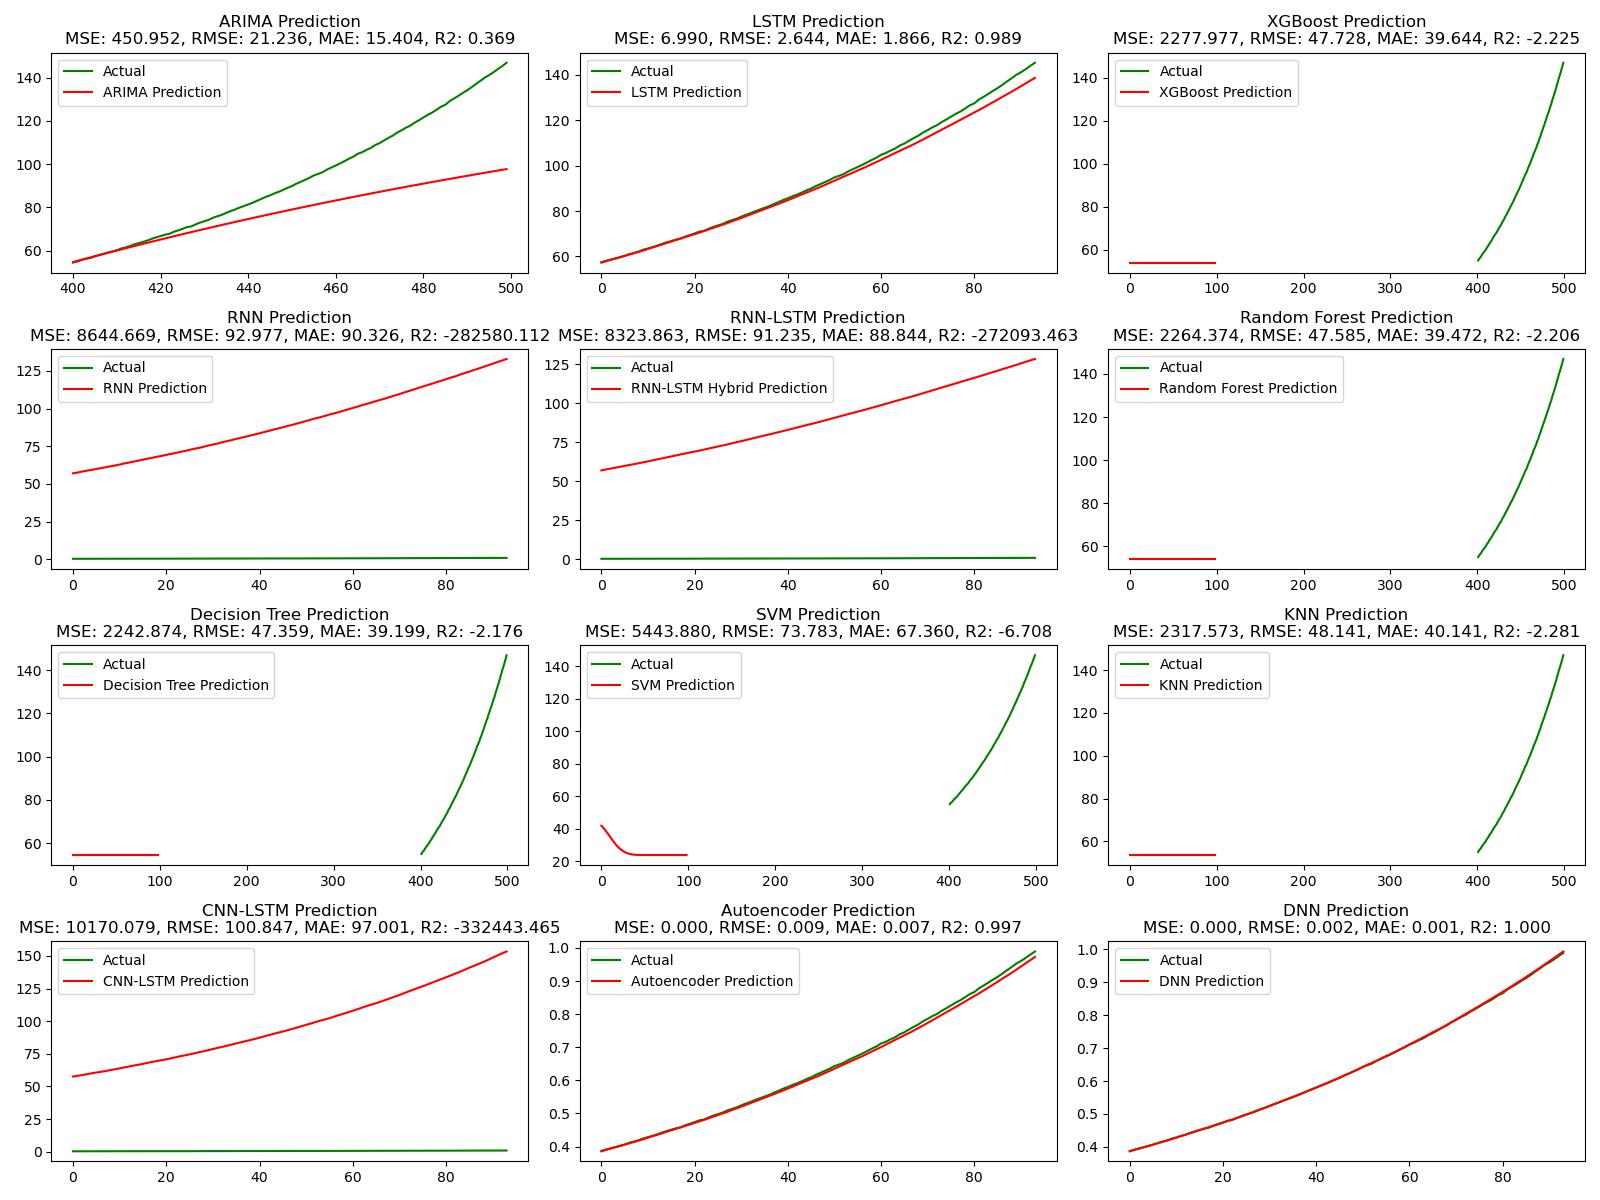 ARIMA Prediction
MSE: 450.952, RMSE: 21.236, MAE: 15.404, R2: 0.369
Actual
ARIMA Prediction
140
120
100
80
60
400 420 440 460 480 500
LSTM Prediction
MSE: 6.990, RMSE: 2.644, MAE: 1.866, R2: 0.989
Actual
LSTM Prediction
140
120
100
80
60
0 20 40 60 80
XGBoost Prediction
MSE: 2277.977, RMSE: 47.728, MAE: 39.644, R2: -2.225
Actual
XGBoost Prediction
140
120
100
80
60
0 100 200 300 400 500
RNN Prediction
MSE: 8644.669, RMSE: 92.977, MAE: 90.326, R2: -282580.112
Actual
RNN Prediction
125
100
75
50
25
0
0 20 40 60 80
RNN-LSTM Prediction
MSE: 8323.863, RMSE: 91.235, MAE: 88.844, R2: -272093.463
Actual
RNN-LSTM Hybrid Prediction
125
100
75
50
25
0
0 20 40 60 80
Random Forest Prediction
MSE: 2264.374, RMSE: 47.585, MAE: 39.472, R2: -2.206
Actual
Random Forest Prediction
140
120
100
80
60
0 100 200 300 400 500
Decision Tree Prediction
MSE: 2242.874, RMSE: 47.359, MAE: 39.199, R2: -2.176
Actual
Decision Tree Prediction
140
120
100
80
60
0 100 200 300 400 500
SVM Prediction
MSE: 5443.880, RMSE: 73.783, MAE: 67.360, R2: -6.708
Actual
SVM Prediction
140
120
100
80
60
40
20
0 100 200 300 400 500
KNN Prediction
MSE: 2317.573, RMSE: 48.141, MAE: 40.141, R2: -2.281
Actual
KNN Prediction
140
120
100
80
60
0 100 200 300 400 500
CNN-LSTM Prediction
MSE: 10170.079, RMSE: 100.847, MAE: 97.001, R2: -332443.465
Actual
CNN-LSTM Prediction
150
125
100
75
50
25
0
0 20 40 60 80
Autoencoder Prediction
MSE: 0.000, RMSE: 0.009, MAE: 0.007, R2: 0.997
Actual
Autoencoder Prediction
1.0
0.9
0.8
0.7
0.6
0.5
0.4
0 20 40 60 80
DNN Prediction
MSE: 0.000, RMSE: 0.002, MAE: 0.001, R2: 1.000
Actual
DNN Prediction
1.0
0.9
0.8
0.7
0.6
0.5
0.4
0 20 40 60 80